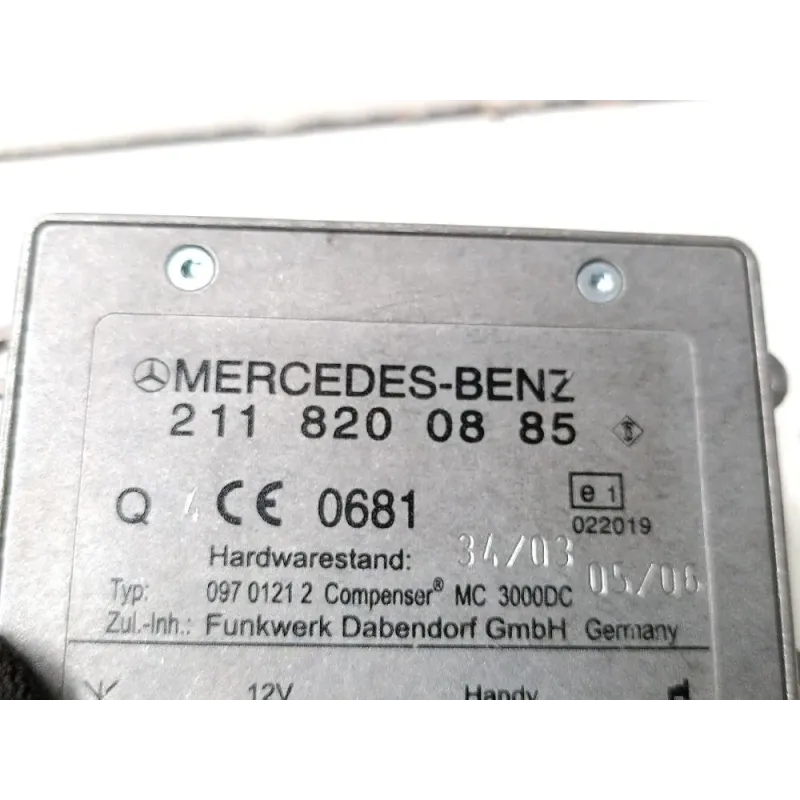 MERCEDES-BENZ
211 820 08 85
Q 4 CE 0681 e 1
022019
Hardwarestand: 34/03
05/06
Typ: 097 0121 2 Compenser® MC 3000DC
Zul.-Inh.: Funkwerk Dabendorf GmbH Germany
12V Handy